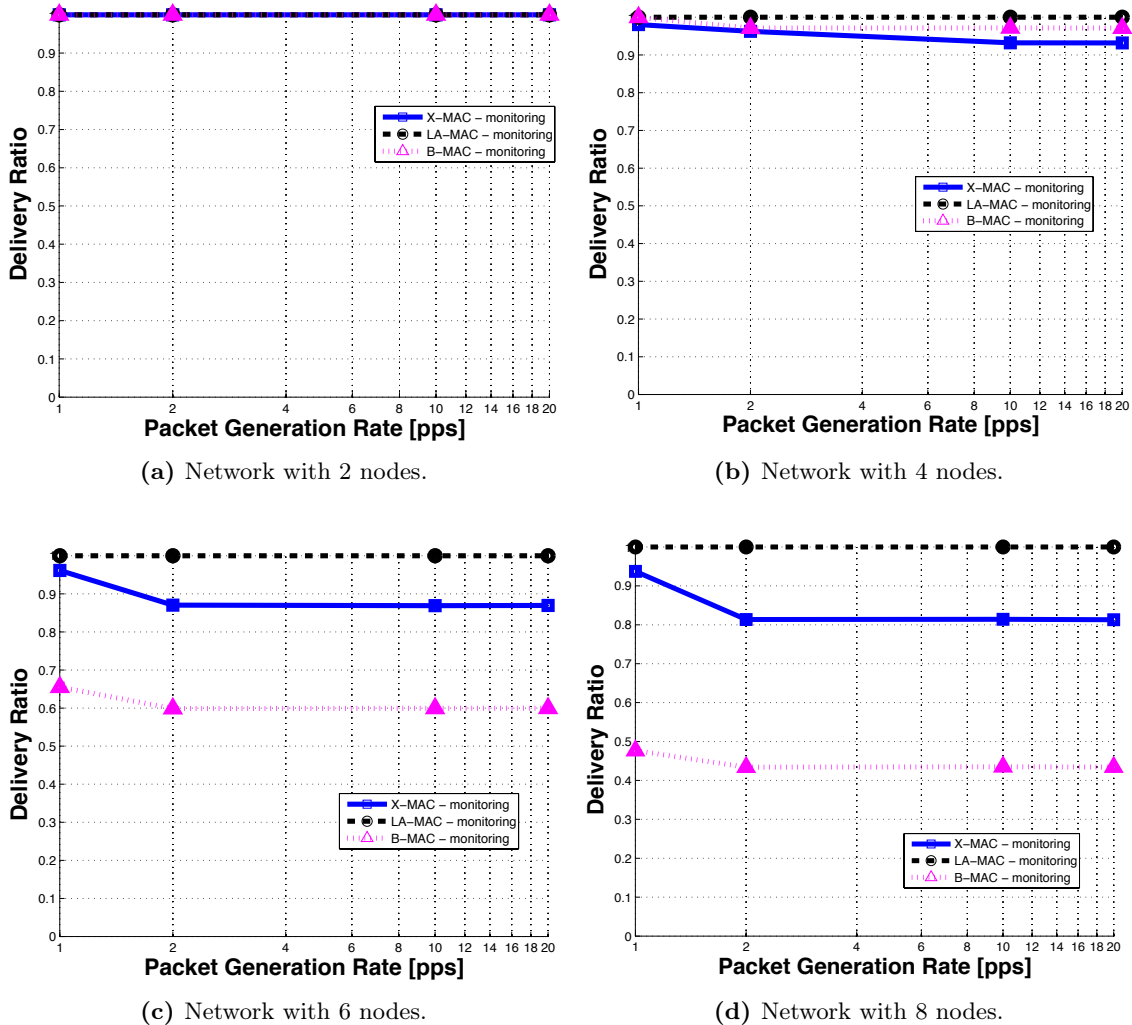 0.9
0.8
0.7
0.6
0.5
0.4
0.3
0.2
0.1
0
Delivery Ratio
X−MAC − monitoring
LA−MAC − monitoring
B−MAC − monitoring
1 2 4 6 8 10 12 14 16 18 20
Packet Generation Rate [pps]
(a) Network with 2 nodes.
0.9
0.8
0.7
0.6
0.5
0.4
0.3
0.2
0.1
0
Delivery Ratio
X−MAC − monitoring
LA−MAC − monitoring
B−MAC − monitoring
1 2 4 6 8 10 12 14 16 18 20
Packet Generation Rate [pps]
(b) Network with 4 nodes.
0.9
0.8
0.7
0.6
0.5
0.4
0.3
0.2
0.1
0
Delivery Ratio
X−MAC − monitoring
LA−MAC − monitoring
B−MAC − monitoring
1 2 4 6 8 10 12 14 16 18 20
Packet Generation Rate [pps]
(c) Network with 6 nodes.
0.9
0.8
0.7
0.6
0.5
0.4
0.3
0.2
0.1
0
Delivery Ratio
X−MAC − monitoring
LA−MAC − monitoring
B−MAC − monitoring
1 2 4 6 8 10 12 14 16 18 20
Packet Generation Rate [pps]
(d) Network with 8 nodes.